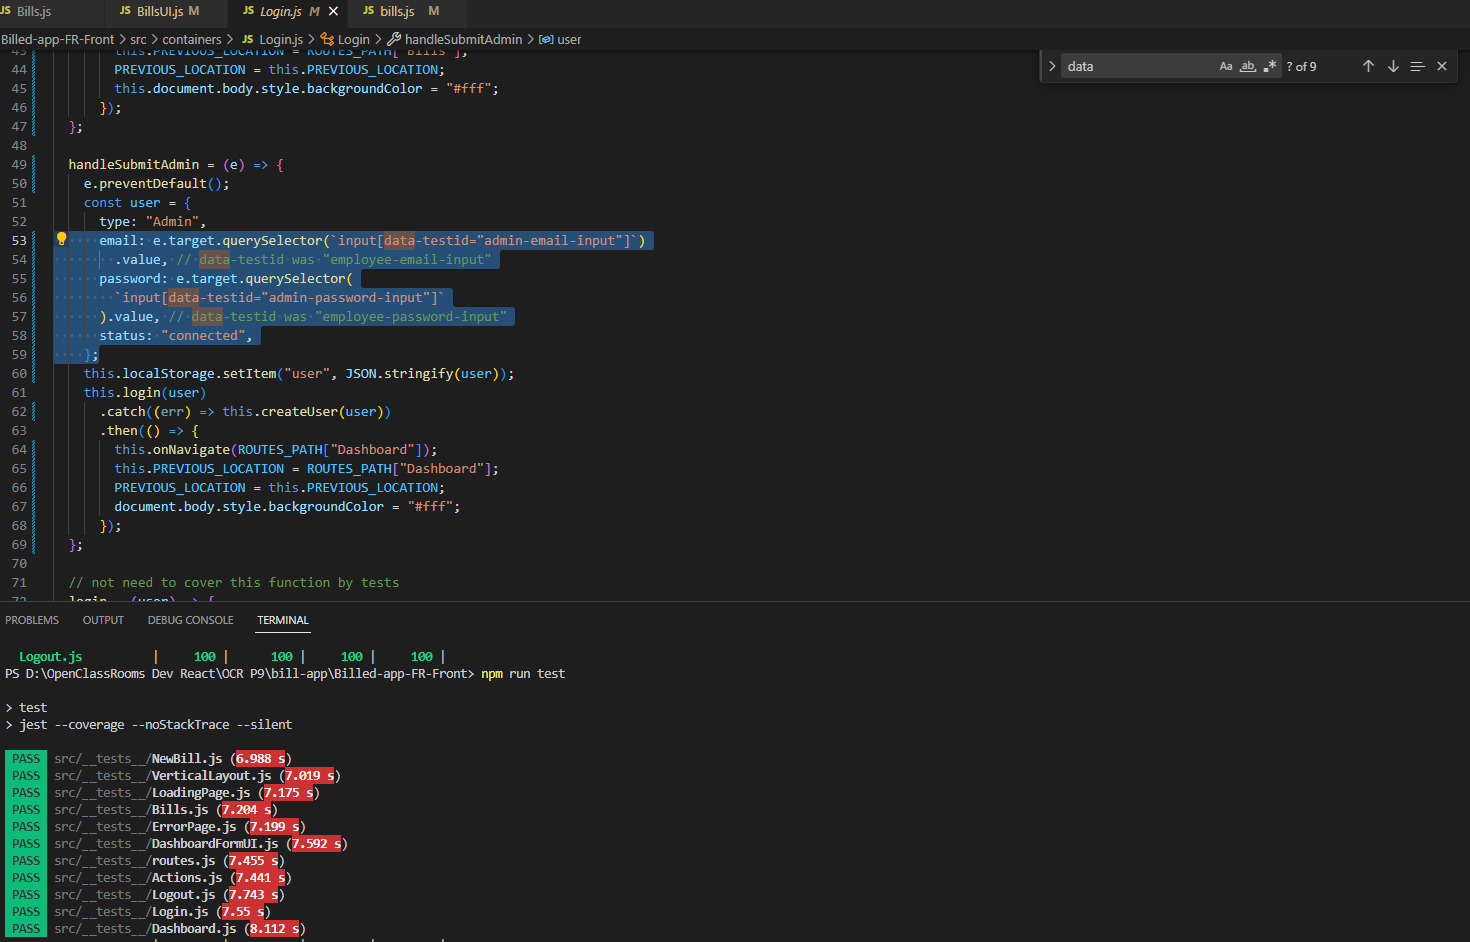 JS Bills.js
JS BillsUI.js M
JS Login.js M
JS bills.js M
Billed-app-FR-Front > src > containers > JS Login.js > Login > handleSubmitAdmin > user
data
Aa ab .* ? of 9
43 this.PREVIOUS_LOCATION = ROUTES_PATH["Bills"];
44 PREVIOUS_LOCATION = this.PREVIOUS_LOCATION;
45 this.document.body.style.backgroundColor = "#fff";
46 });
47 };
48
49 handleSubmitAdmin = (e) => {
50 e.preventDefault();
51 const user = {
52 type: "Admin",
53 email: e.target.querySelector(`input[data-testid="admin-email-input"]`)
54 .value, // data-testid was "employee-email-input"
55 password: e.target.querySelector(
56 `input[data-testid="admin-password-input"]`
57 ).value, // data-testid was "employee-password-input"
58 status: "connected",
59 };
60 this.localStorage.setItem("user", JSON.stringify(user));
61 this.login(user)
62 .catch((err) => this.createUser(user))
63 .then(() => {
64 this.onNavigate(ROUTES_PATH["Dashboard"]);
65 this.PREVIOUS_LOCATION = ROUTES_PATH["Dashboard"];
66 PREVIOUS_LOCATION = this.PREVIOUS_LOCATION;
67 document.body.style.backgroundColor = "#fff";
68 });
69 };
70
71 // not need to cover this function by tests
72 login = (user) => {
PROBLEMS OUTPUT DEBUG CONSOLE TERMINAL
Logout.js | 100 | 100 | 100 | 100 |
PS D:\OpenClassRooms Dev React\OCR P9\bill-app\Billed-app-FR-Front> npm run test
> test
> jest --coverage --noStackTrace --silent
PASS src/__tests__/NewBill.js (6.988 s)
PASS src/__tests__/VerticalLayout.js (7.019 s)
PASS src/__tests__/LoadingPage.js (7.175 s)
PASS src/__tests__/Bills.js (7.204 s)
PASS src/__tests__/ErrorPage.js (7.199 s)
PASS src/__tests__/DashboardFormUI.js (7.592 s)
PASS src/__tests__/routes.js (7.455 s)
PASS src/__tests__/Actions.js (7.441 s)
PASS src/__tests__/Logout.js (7.743 s)
PASS src/__tests__/Login.js (7.55 s)
PASS src/__tests__/Dashboard.js (8.112 s)